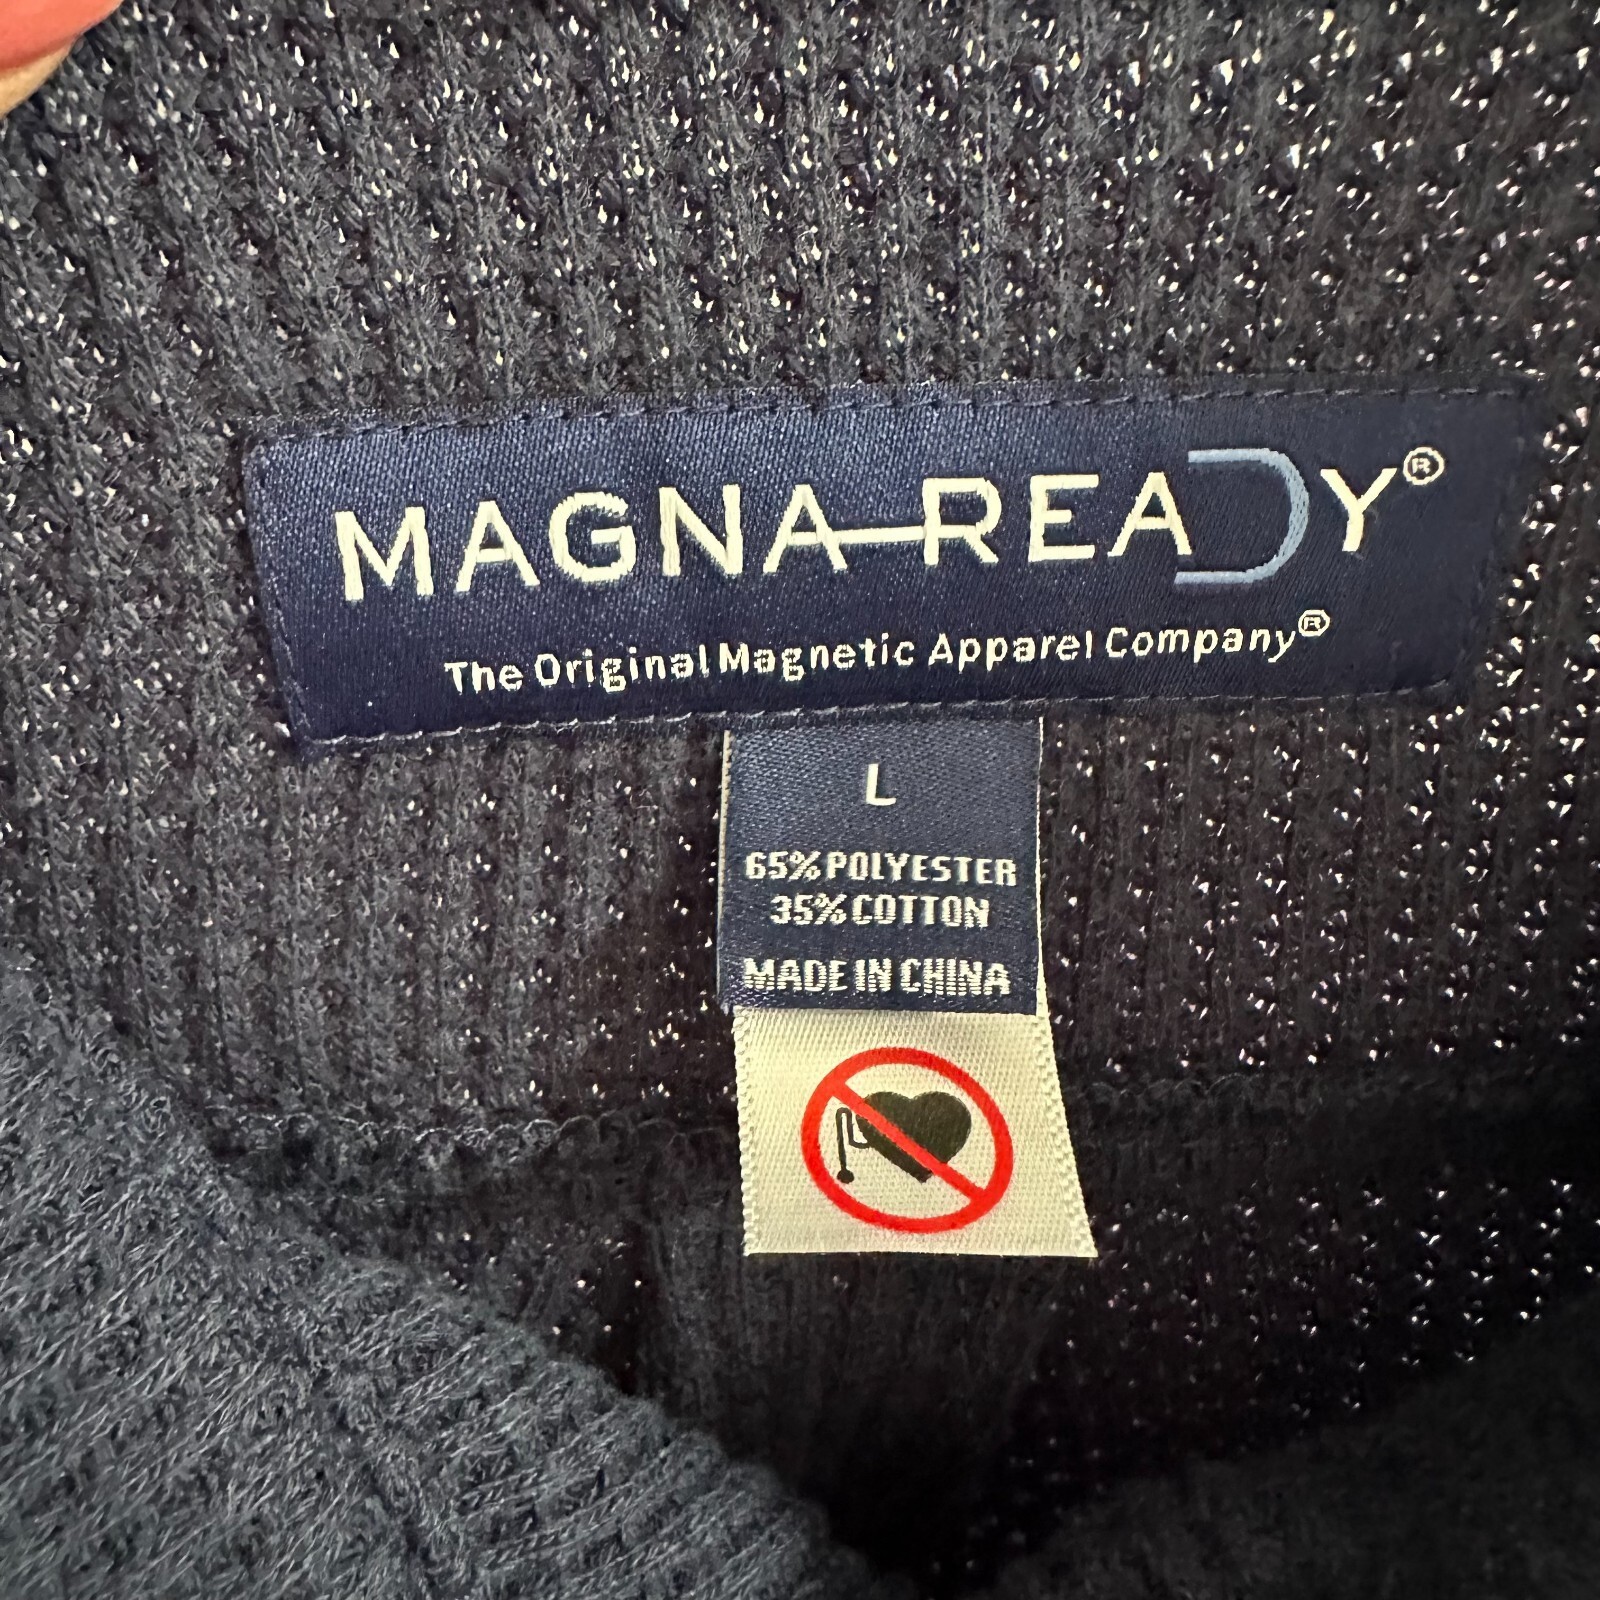 MAGNA READY®
The Original Magnetic Apparel Company®
L
65% POLYESTER
35% COTTON
MADE IN CHINA